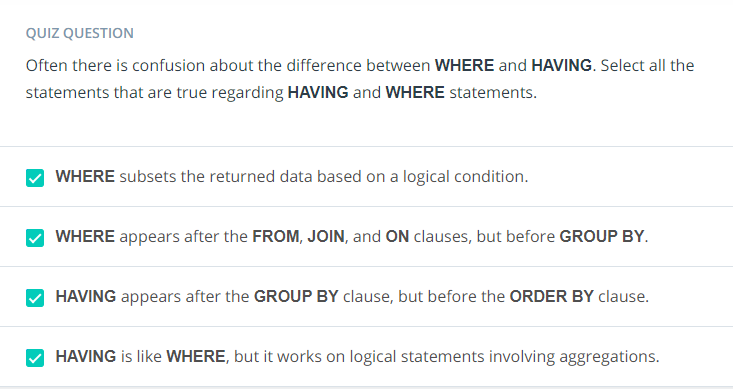 QUIZ QUESTION
Often there is confusion about the difference between WHERE and HAVING. Select all the
statements that are true regarding HAVING and WHERE statements.
WHERE subsets the returned data based on a logical condition.
WHERE appears after the FROM, JOIN, and ON clauses, but before GROUP BY.
HAVING appears after the GROUP BY clause, but before the ORDER BY clause.
HAVING is like WHERE, but it works on logical statements involving aggregations.